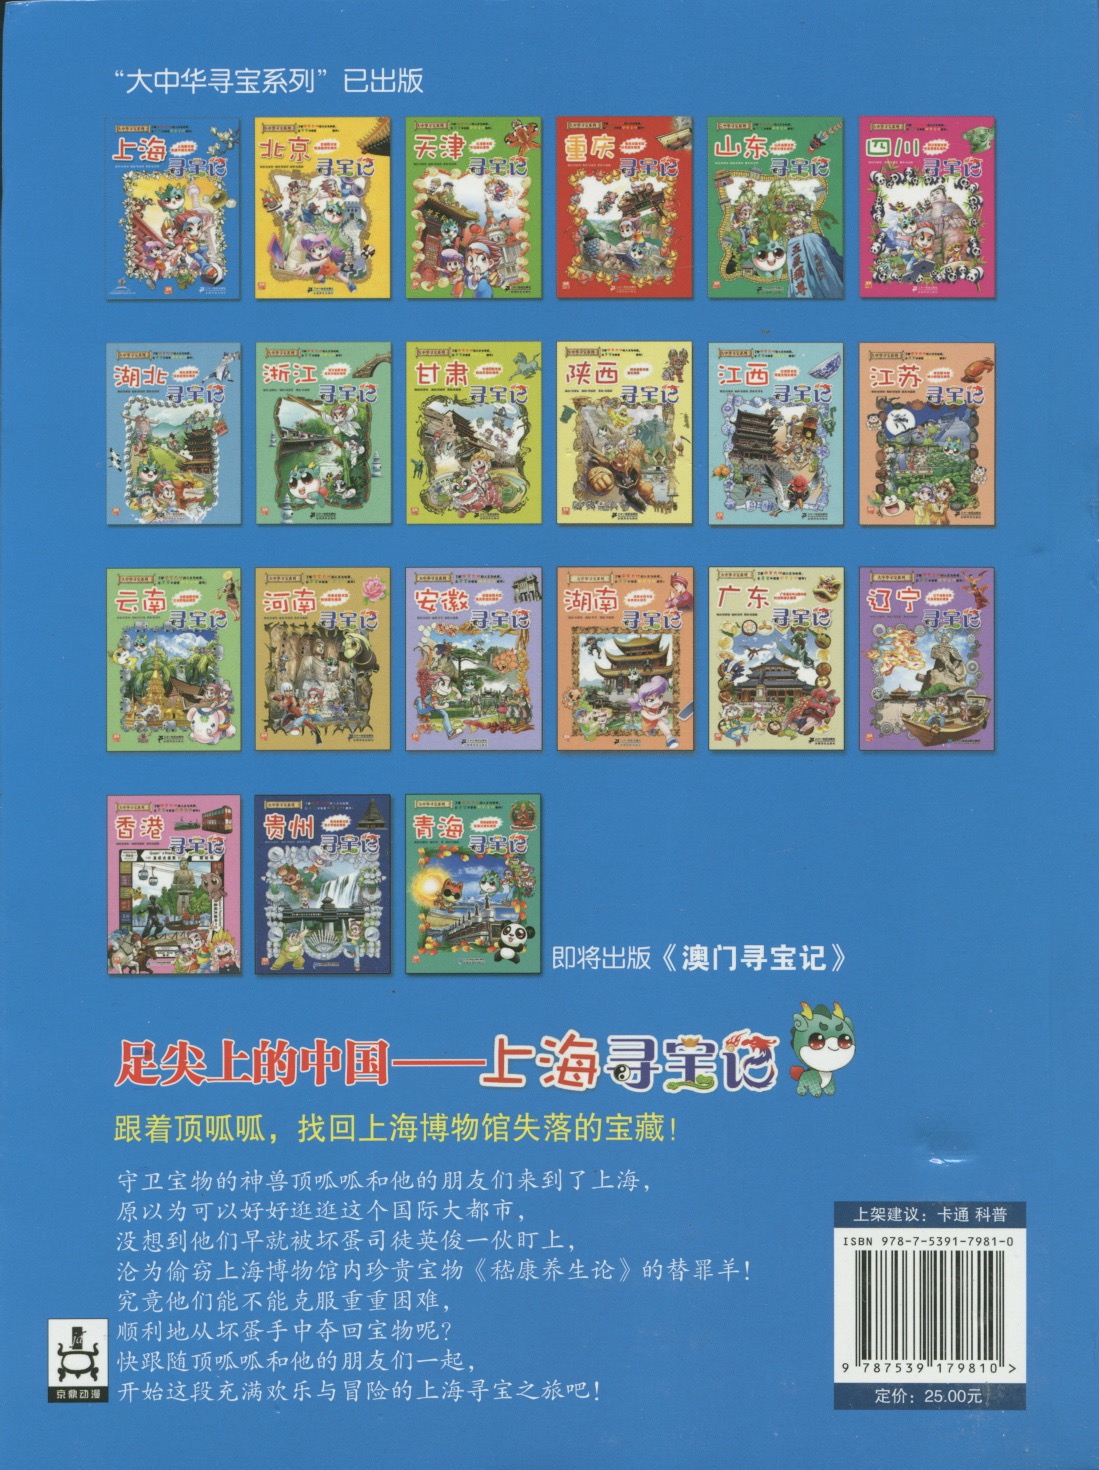 “大中华寻宝系列”已出版
上海
寻宝记
北京
寻宝记
天津
寻宝记
重庆
寻宝记
山东
寻宝记
四川
寻宝记
湖北
寻宝记
浙江
寻宝记
甘肃
寻宝记
陕西
寻宝记
江西
寻宝记
江苏
寻宝记
云南
寻宝记
河南
寻宝记
安徽
寻宝记
湖南
寻宝记
广东
寻宝记
辽宁
寻宝记
香港
寻宝记
贵州
寻宝记
青海
寻宝记
即将出版《澳门寻宝记》
足尖上的中国——上海寻宝记
跟着顶呱呱，找回上海博物馆失落的宝藏！
守卫宝物的神兽顶呱呱和他的朋友们来到了上海，
原以为可以好好逛逛这个国际大都市，
没想到他们早就被坏蛋司徒英俊一伙盯上，
沦为偷窃上海博物馆内珍贵宝物《嵇康养生论》的替罪羊！
究竟他们能不能克服重重困难，
顺利地从坏蛋手中夺回宝物呢？
快跟随顶呱呱和他的朋友们一起，
开始这段充满欢乐与冒险的上海寻宝之旅吧！
京鼎动漫
上架建议：卡通 科普
ISBN 978-7-5391-7981-0
9 787539 179810 >
定价：25.00元